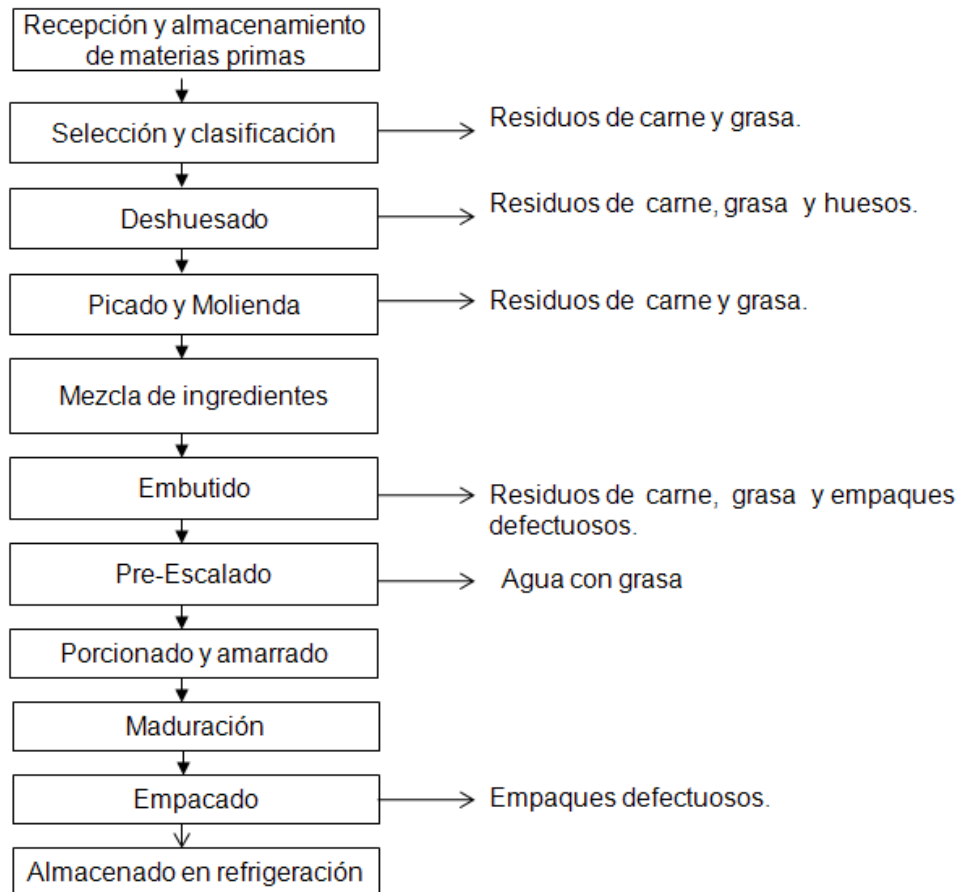 Recepción y almacenamiento
de materias primas
Selección y clasificación
Residuos de carne y grasa.
Deshuesado
Residuos de carne, grasa y huesos.
Picado y Molienda
Residuos de carne y grasa.
Mezcla de ingredientes
Embutido
Residuos de carne, grasa y empaques
defectuosos.
Pre-Escalado
Agua con grasa
Porcionado y amarrado
Maduración
Empacado
Empaques defectuosos.
Almacenado en refrigeración